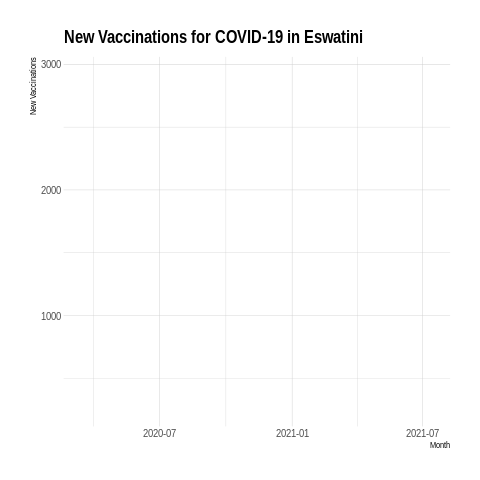 New Vaccinations for COVID-19 in Eswatini
New Vaccinations
3000
2000
1000
2020-07
2021-01
2021-07
Month